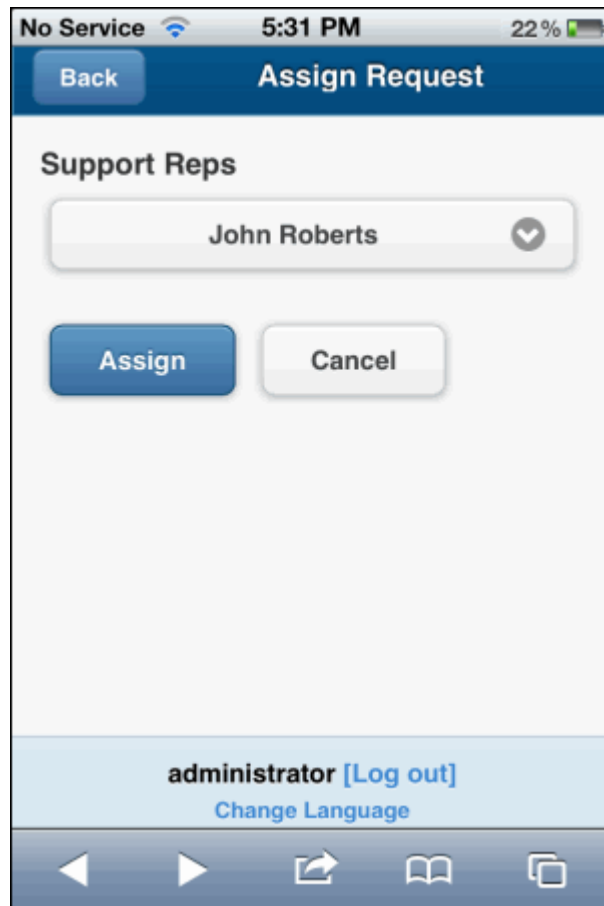 No Service 5:31 PM 22%
Back Assign Request
Support Reps
John Roberts
Assign Cancel
administrator [Log out]
Change Language